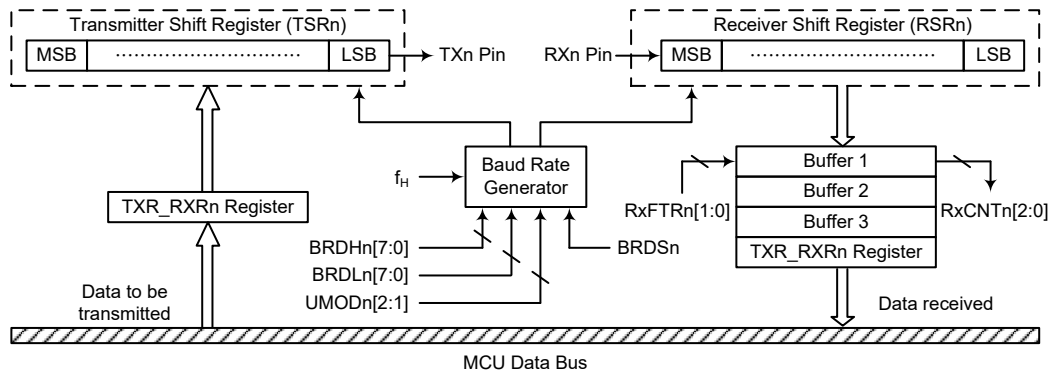 Transmitter Shift Register (TSRn)
MSB
LSB
TXn Pin
Receiver Shift Register (RSRn)
RXn Pin
MSB
LSB
TXR_RXRn Register
fH
Baud Rate
Generator
BRDHn[7:0]
BRDLn[7:0]
UMODn[2:1]
BRDSn
Buffer 1
Buffer 2
Buffer 3
TXR_RXRn Register
RxFTRn[1:0]
RxCNTn[2:0]
Data to be
transmitted
Data received
MCU Data Bus